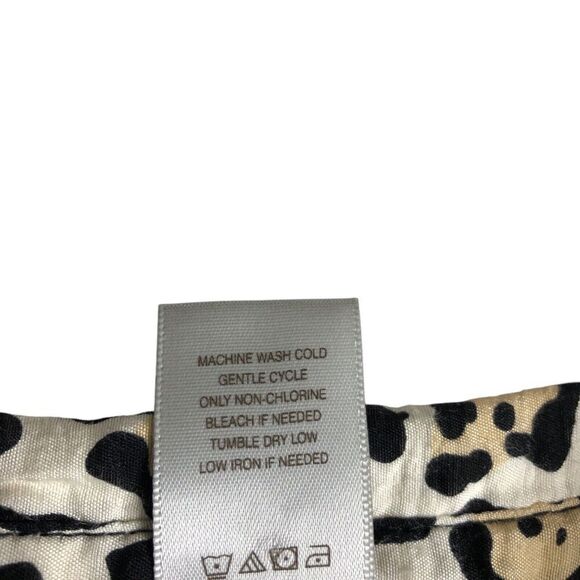 MACHINE WASH COLD
GENTLE CYCLE
ONLY NON-CHLORINE
BLEACH IF NEEDED
TUMBLE DRY LOW
LOW IRON IF NEEDED